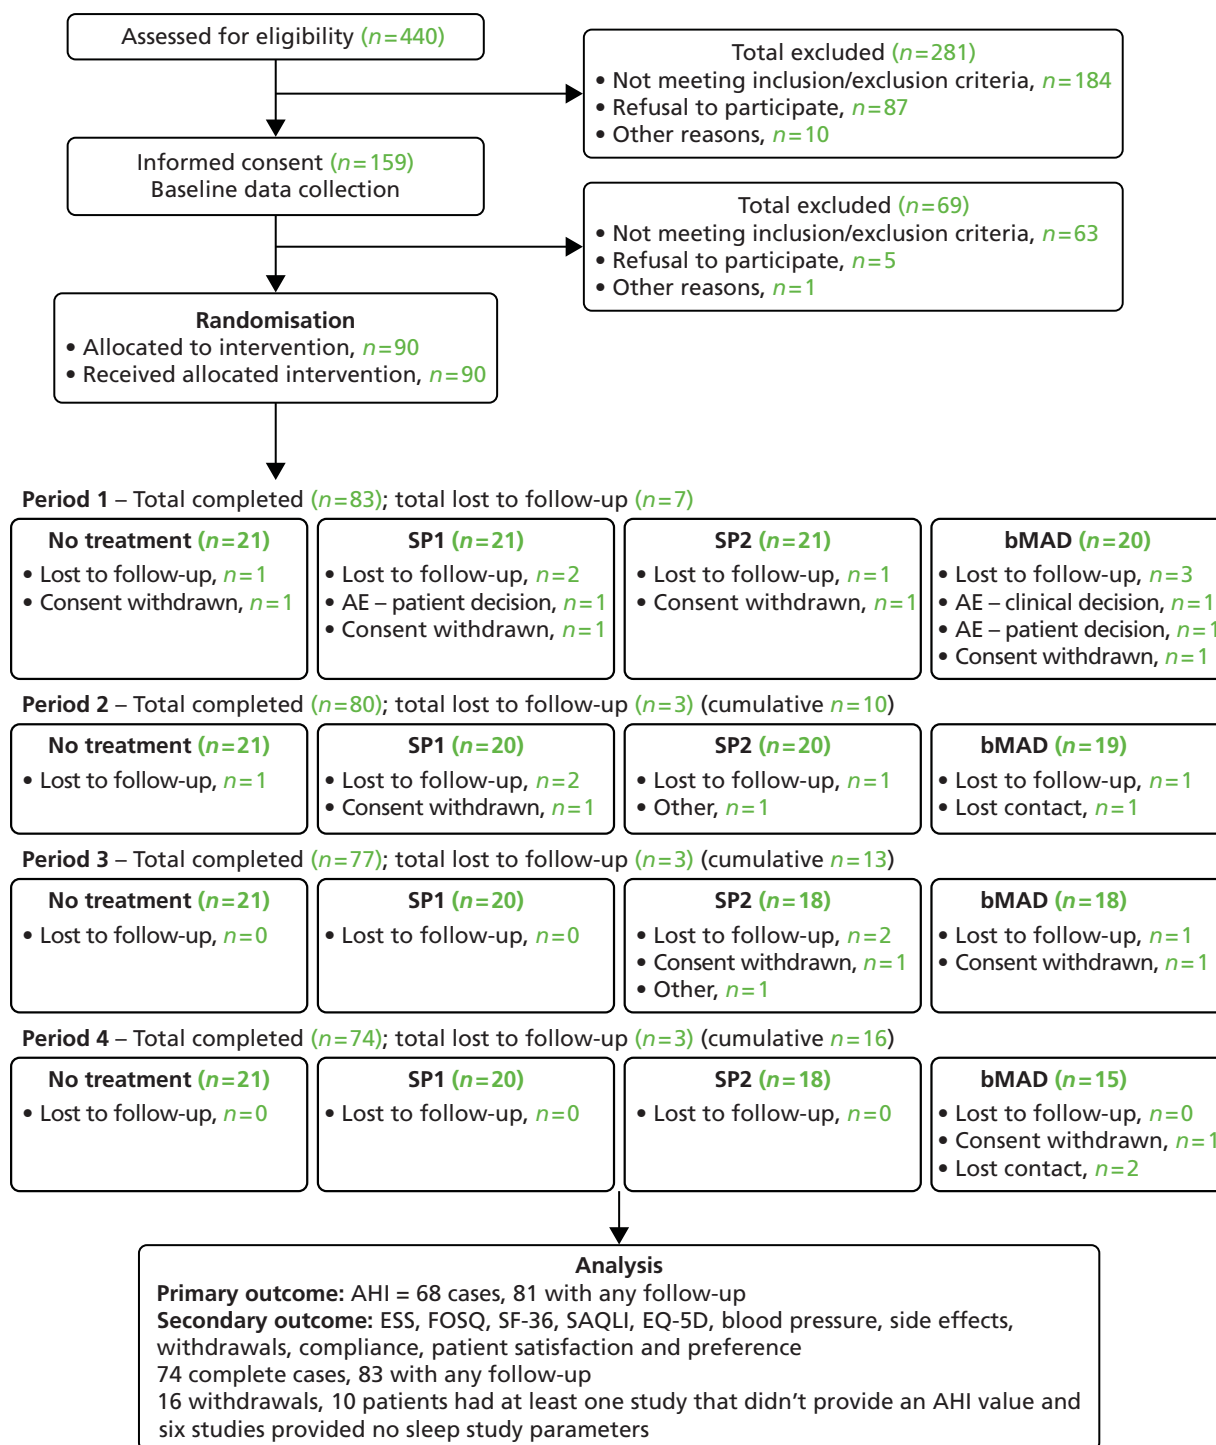 Assessed for eligibility (n=440)
Total excluded (n=281)
• Not meeting inclusion/exclusion criteria, n=184
• Refusal to participate, n=87
• Other reasons, n=10
Informed consent (n=159)
Baseline data collection
Total excluded (n=69)
• Not meeting inclusion/exclusion criteria, n=63
• Refusal to participate, n=5
• Other reasons, n=1
Randomisation
• Allocated to intervention, n=90
• Received allocated intervention, n=90
Period 1 – Total completed (n=83); total lost to follow-up (n=7)
No treatment (n=21)
• Lost to follow-up, n=1
• Consent withdrawn, n=1
SP1 (n=21)
• Lost to follow-up, n=2
• AE – patient decision, n=1
• Consent withdrawn, n=1
SP2 (n=21)
• Lost to follow-up, n=1
• Consent withdrawn, n=1
bMAD (n=20)
• Lost to follow-up, n=3
• AE – clinical decision, n=1
• AE – patient decision, n=1
• Consent withdrawn, n=1
Period 2 – Total completed (n=80); total lost to follow-up (n=3) (cumulative n=10)
No treatment (n=21)
• Lost to follow-up, n=1
SP1 (n=20)
• Lost to follow-up, n=2
• Consent withdrawn, n=1
SP2 (n=20)
• Lost to follow-up, n=1
• Other, n=1
bMAD (n=19)
• Lost to follow-up, n=1
• Lost contact, n=1
Period 3 – Total completed (n=77); total lost to follow-up (n=3) (cumulative n=13)
No treatment (n=21)
• Lost to follow-up, n=0
SP1 (n=20)
• Lost to follow-up, n=0
SP2 (n=18)
• Lost to follow-up, n=2
• Consent withdrawn, n=1
• Other, n=1
bMAD (n=18)
• Lost to follow-up, n=1
• Consent withdrawn, n=1
Period 4 – Total completed (n=74); total lost to follow-up (n=3) (cumulative n=16)
No treatment (n=21)
• Lost to follow-up, n=0
SP1 (n=20)
• Lost to follow-up, n=0
SP2 (n=18)
• Lost to follow-up, n=0
bMAD (n=15)
• Lost to follow-up, n=0
• Consent withdrawn, n=1
• Lost contact, n=2
Analysis
Primary outcome: AHI = 68 cases, 81 with any follow-up
Secondary outcome: ESS, FOSQ, SF-36, SAQLI, EQ-5D, blood pressure, side effects,
withdrawals, compliance, patient satisfaction and preference
74 complete cases, 83 with any follow-up
16 withdrawals, 10 patients had at least one study that didn’t provide an AHI value and
six studies provided no sleep study parameters